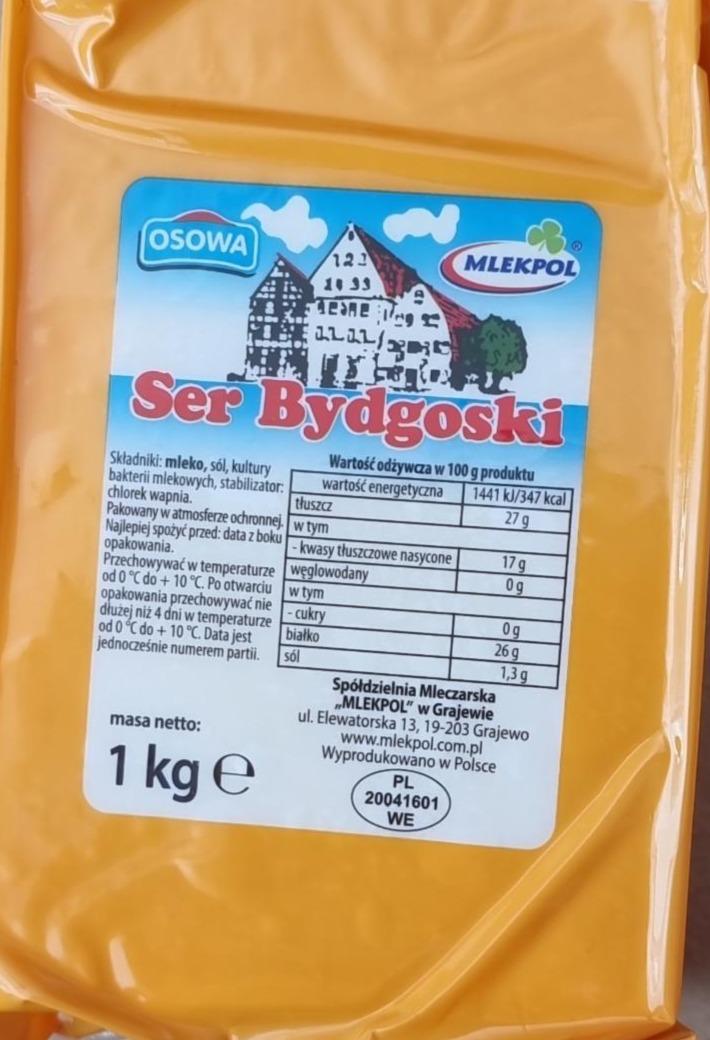 OSOWA
MLEKPOL®
Ser Bydgoski
Składniki: mleko, sól, kultury
bakterii mlekowych, stabilizator:
chlorek wapnia.
Pakowany w atmosferze ochronnej.
Najlepiej spożyć przed: data z boku
opakowania.
Przechowywać w temperaturze
od 0 °C do + 10 °C. Po otwarciu
opakowania przechowywać nie
dłużej niż 4 dni w temperaturze
od 0 °C do + 10 °C. Data jest
jednocześnie numerem partii.
Wartość odżywcza w 100 g produktu
wartość energetyczna 1441 kJ/347 kcal
tłuszcz 27 g
w tym
- kwasy tłuszczowe nasycone 17 g
węglowodany 0 g
w tym
- cukry 0 g
białko 26 g
sól 1,3 g
masa netto:
1 kg e
Spółdzielnia Mleczarska
„MLEKPOL" w Grajewie
ul. Elewatorska 13, 19-203 Grajewo
www.mlekpol.com.pl
Wyprodukowano w Polsce
PL
20041601
WE